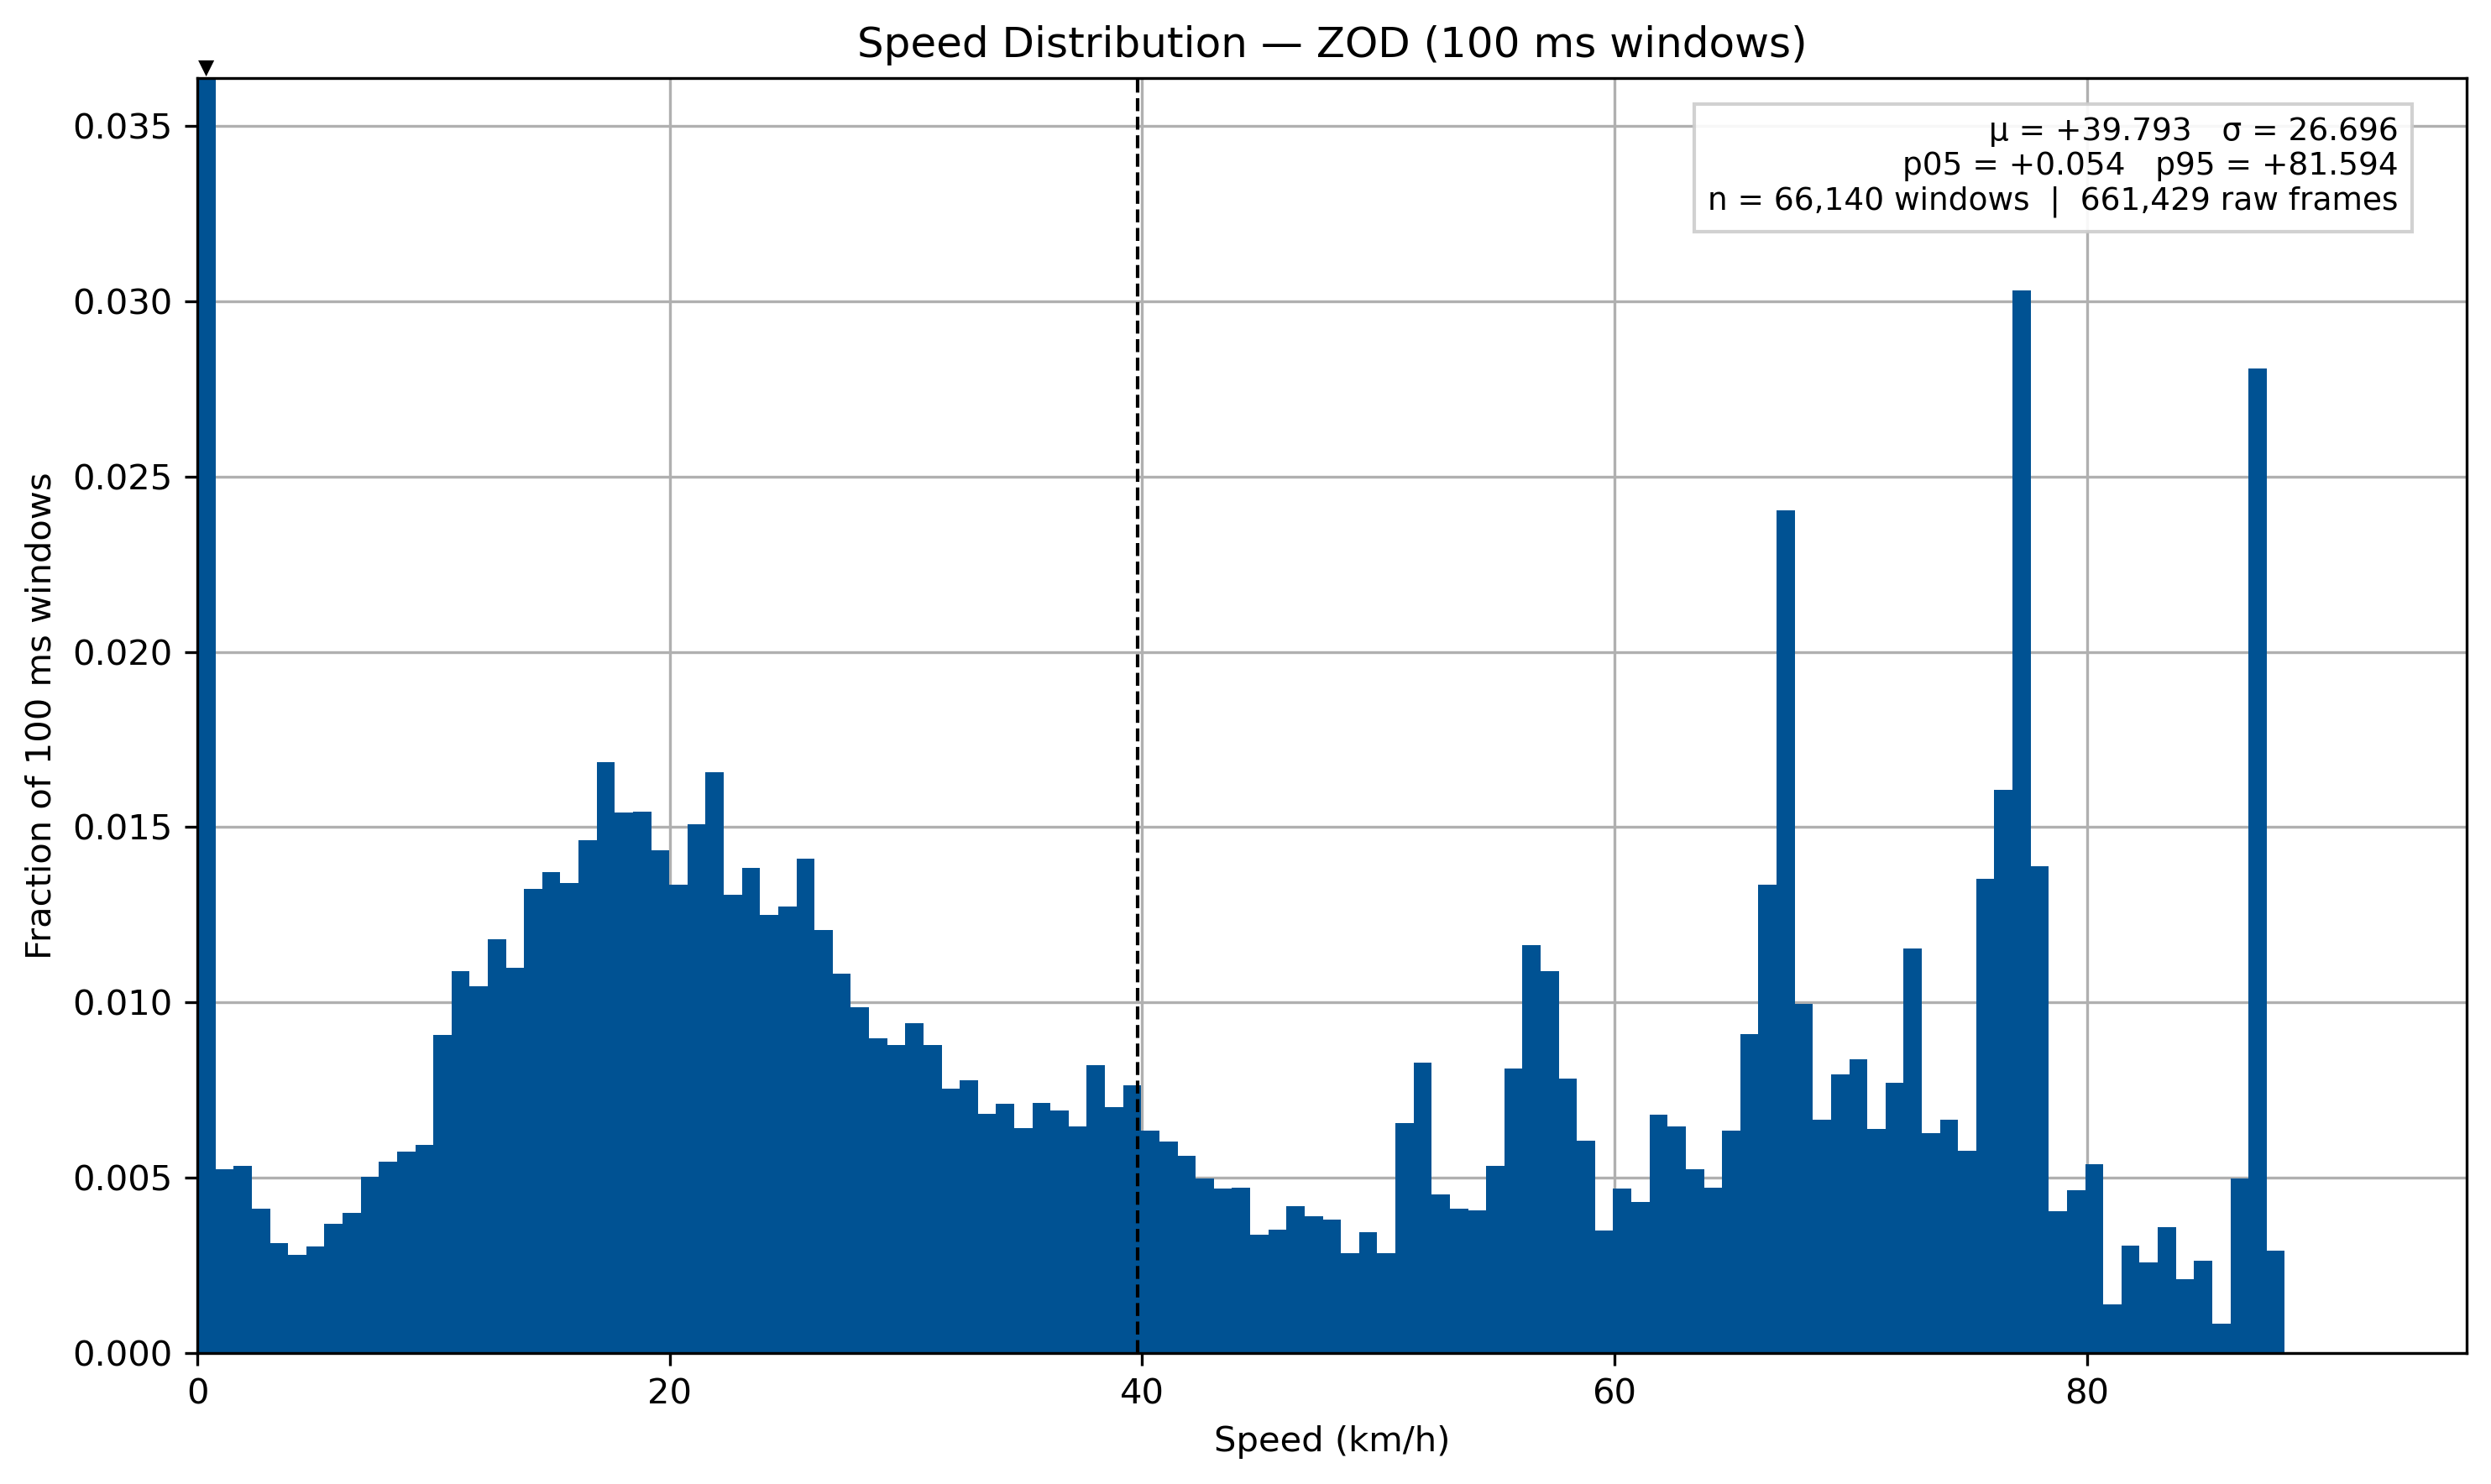 Speed Distribution — ZOD (100 ms windows)
μ = +39.793   σ = 26.696
p05 = +0.054   p95 = +81.594
n = 66,140 windows  |  661,429 raw frames
Fraction of 100 ms windows
0.035
0.030
0.025
0.020
0.015
0.010
0.005
0.000
0
20
40
60
80
Speed (km/h)